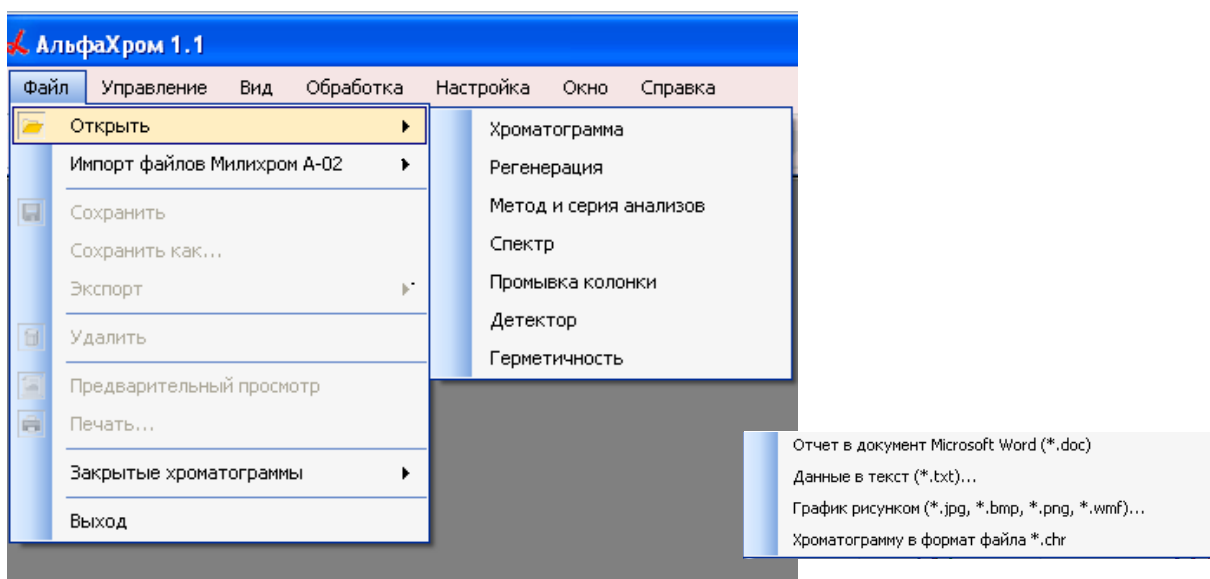 АльфаХром 1.1
Файл Управление Вид Обработка Настройка Окно Справка
Открыть
Импорт файлов Милихром А-02
Сохранить
Сохранить как...
Экспорт
Удалить
Предварительный просмотр
Печать...
Закрытые хроматограммы
Выход
Хроматограмма
Регенерация
Метод и серия анализов
Спектр
Промывка колонки
Детектор
Герметичность
Отчет в документ Microsoft Word (*.doc)
Данные в текст (*.txt)...
График рисунком (*.jpg, *.bmp, *.png, *.wmf)...
Хроматограмму в формат файла *.chr